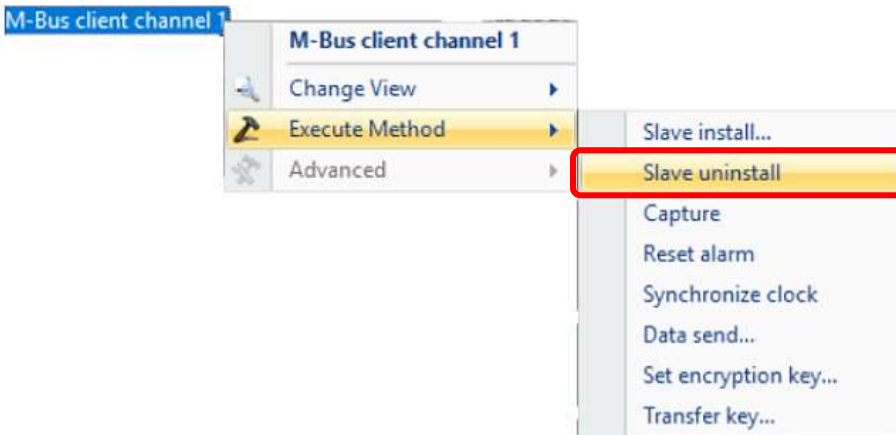 M-Bus client channel 1
M-Bus client channel 1
Change View
Execute Method
Advanced
Slave install...
Slave uninstall
Capture
Reset alarm
Synchronize clock
Data send...
Set encryption key...
Transfer key...